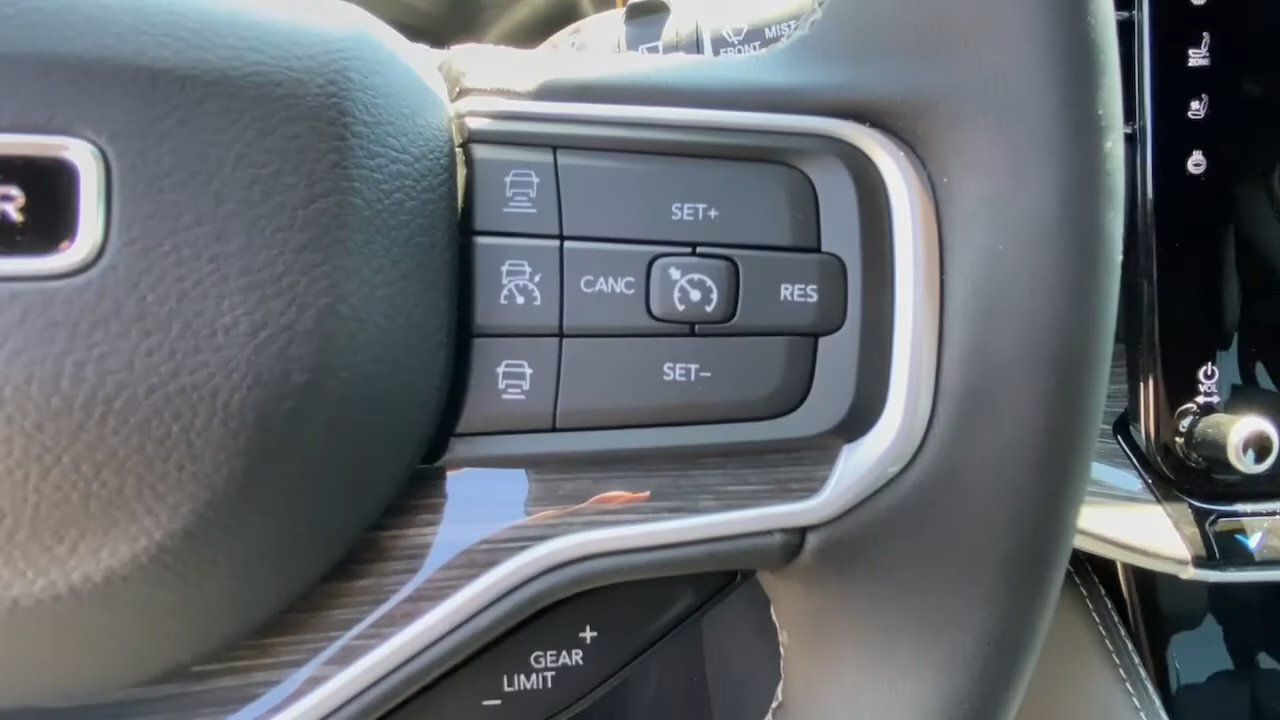 MIST
FRONT
ZONE
R
SET+
CANC
RES
SET−
VOL
+
GEAR
LIMIT
−